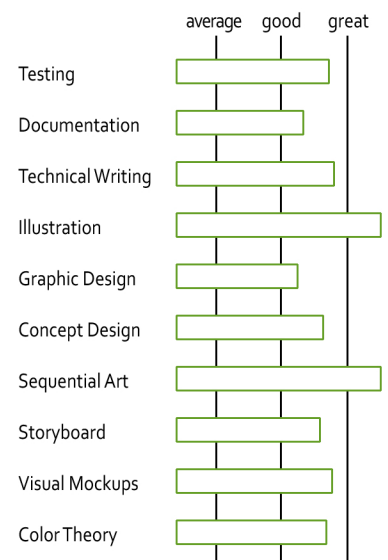 average good great
Testing
Documentation
Technical Writing
Illustration
Graphic Design
Concept Design
Sequential Art
Storyboard
Visual Mockups
Color Theory